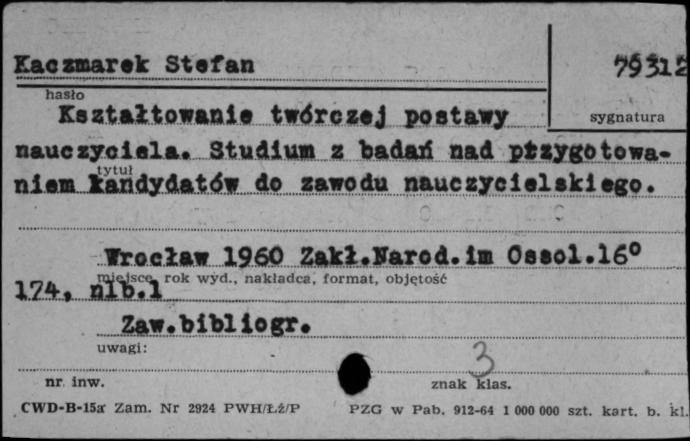 Kaczmarek Stefan 79312
hasło
Kształtowanie twórczej postawy
sygnatura
nauczyciela. Studium z badań nad przygotowa-
tytuł
niem kandydatów do zawodu nauczycielskiego.
Wrocław 1960 Zakł.Narod.im Ossol.16°
miejsce, rok wyd., nakładca, format, objętość
174, nlb.1
Zaw.bibliogr.
uwagi:
3
nr. inw. znak klas.
CWD-B-15a Zam. Nr 2924 PWH/Łź/P PZG w Pab. 912-64 1 000 000 szt. kart. b. kl.